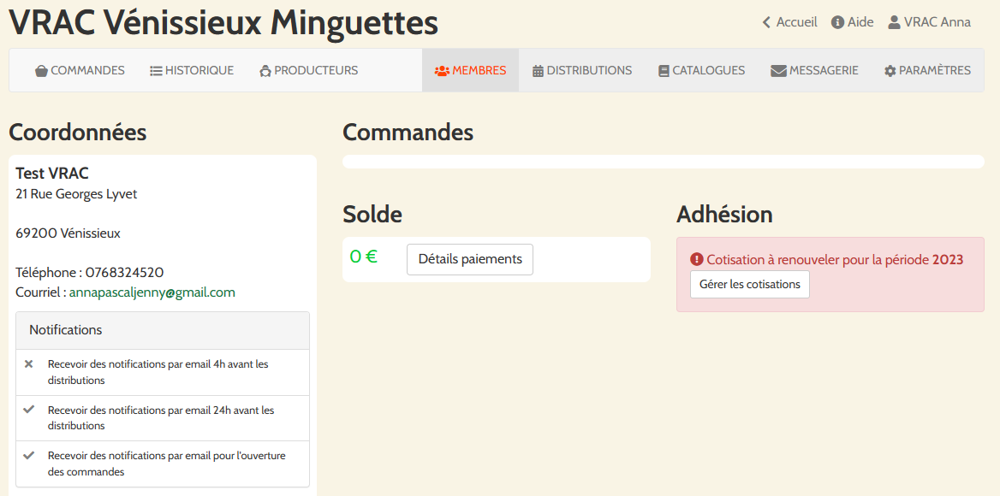 VRAC Vénissieux Minguettes
Accueil
Aide
VRAC Anna
COMMANDES
HISTORIQUE
PRODUCTEURS
MEMBRES
DISTRIBUTIONS
CATALOGUES
MESSAGERIE
PARAMÈTRES
Coordonnées
Test VRAC
21 Rue Georges Lyvet
69200 Vénissieux
Téléphone : 0768324520
Courriel : annapascaljenny@gmail.com
Notifications
Recevoir des notifications par email 4h avant les
distributions
Recevoir des notifications par email 24h avant les
distributions
Recevoir des notifications par email pour l'ouverture
des commandes
Commandes
Solde
0 €
Détails paiements
Adhésion
Cotisation à renouveler pour la période 2023
Gérer les cotisations